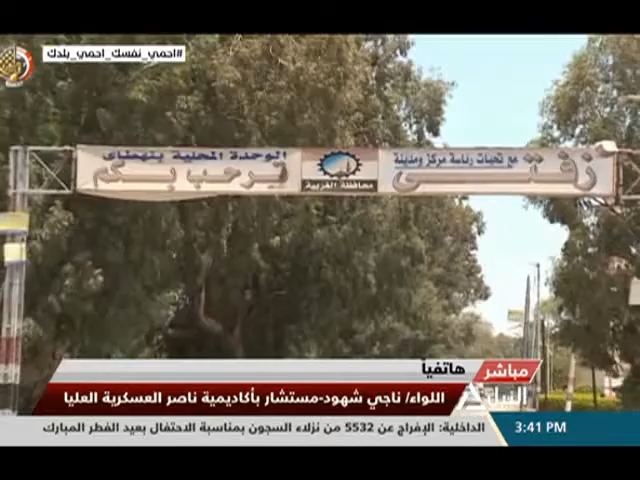 #احمي_نفسك_احمي_بلدك
مع تحيات رئاسة مركز ومدينة
زفتى
محافظة الغربية
الوحدة المحلية بنهطاى
ترحب بكم
مباشر
هاتفياً
اللواء/ ناجي شهود-مستشار بأكاديمية ناصر العسكرية العليا
النيل
الداخلية: الإفراج عن 5532 من نزلاء السجون بمناسبة الاحتفال بعيد الفطر المبارك
3:41 PM